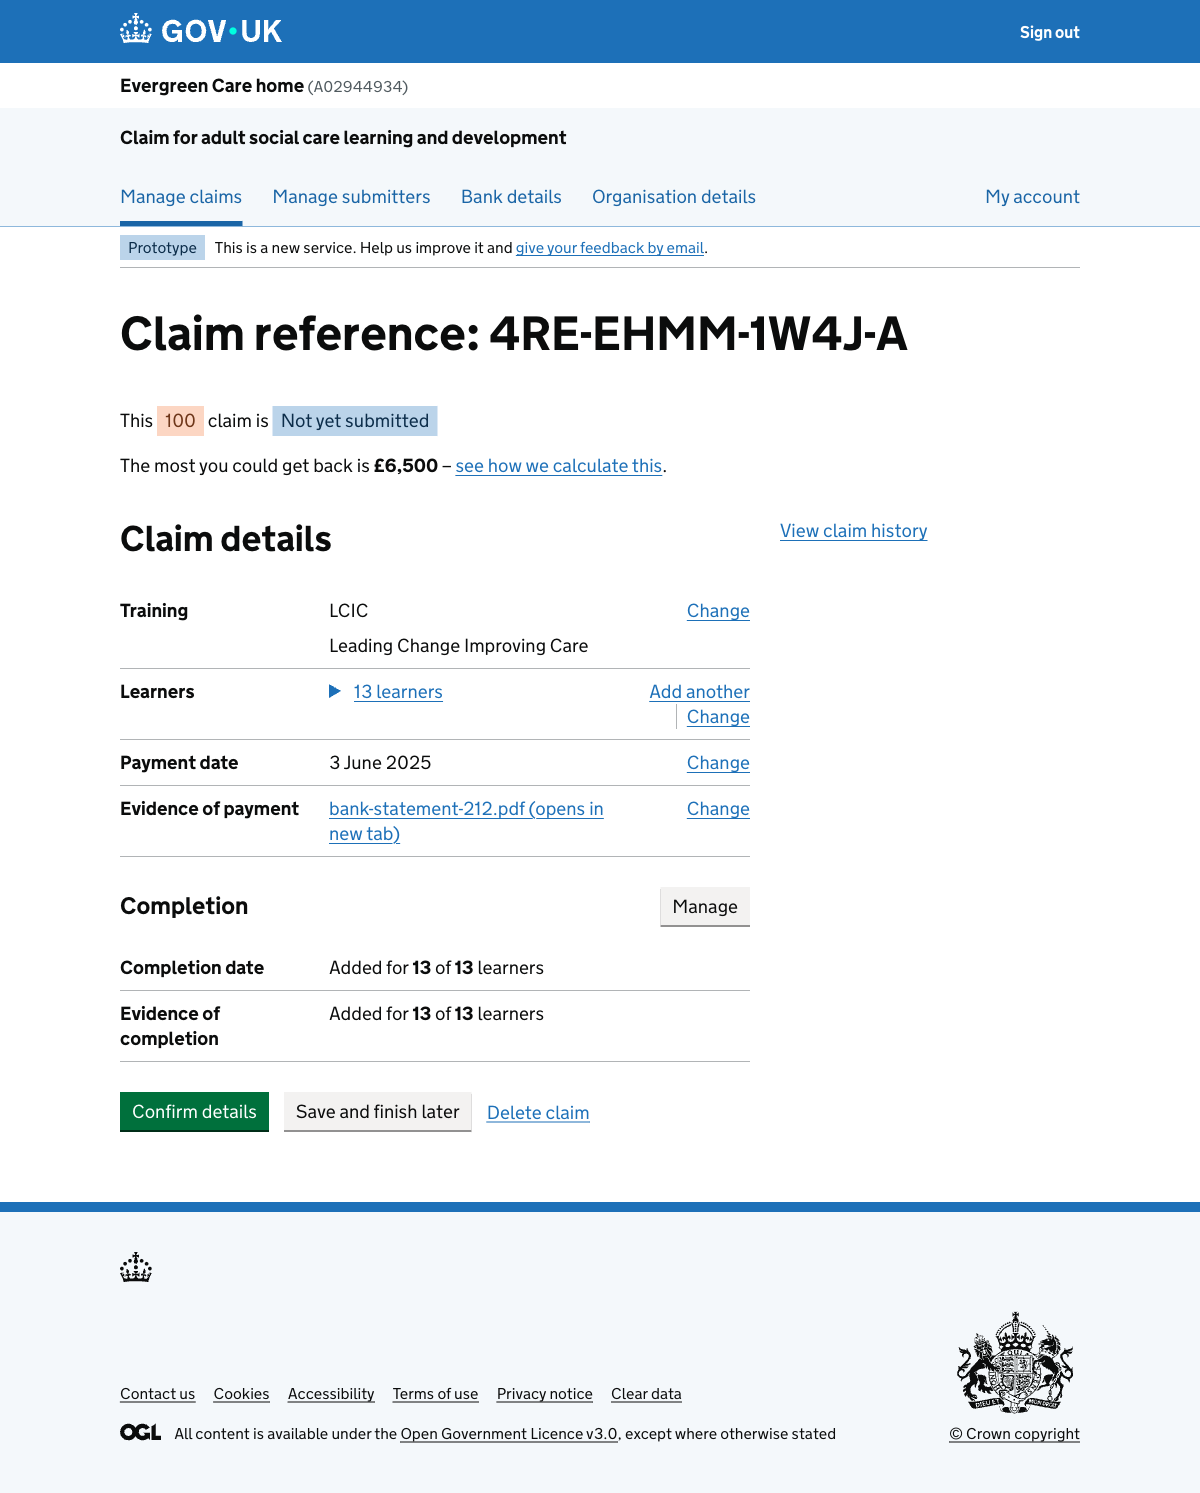 GOV•UK
Sign out
Evergreen Care home (A02944934)
Claim for adult social care learning and development
Manage claims Manage submitters Bank details Organisation details My account
Prototype This is a new service. Help us improve it and give your feedback by email.
Claim reference: 4RE-EHMM-1W4J-A
This 100 claim is Not yet submitted
The most you could get back is £6,500 – see how we calculate this.
Claim details
View claim history
Training LCIC Change
Leading Change Improving Care
Learners 13 learners Add another
Change
Payment date 3 June 2025 Change
Evidence of payment bank-statement-212.pdf (opens in Change
new tab)
Completion Manage
Completion date Added for 13 of 13 learners
Evidence of Added for 13 of 13 learners
completion
Confirm details Save and finish later Delete claim
Contact us Cookies Accessibility Terms of use Privacy notice Clear data
OGL All content is available under the Open Government Licence v3.0, except where otherwise stated
© Crown copyright